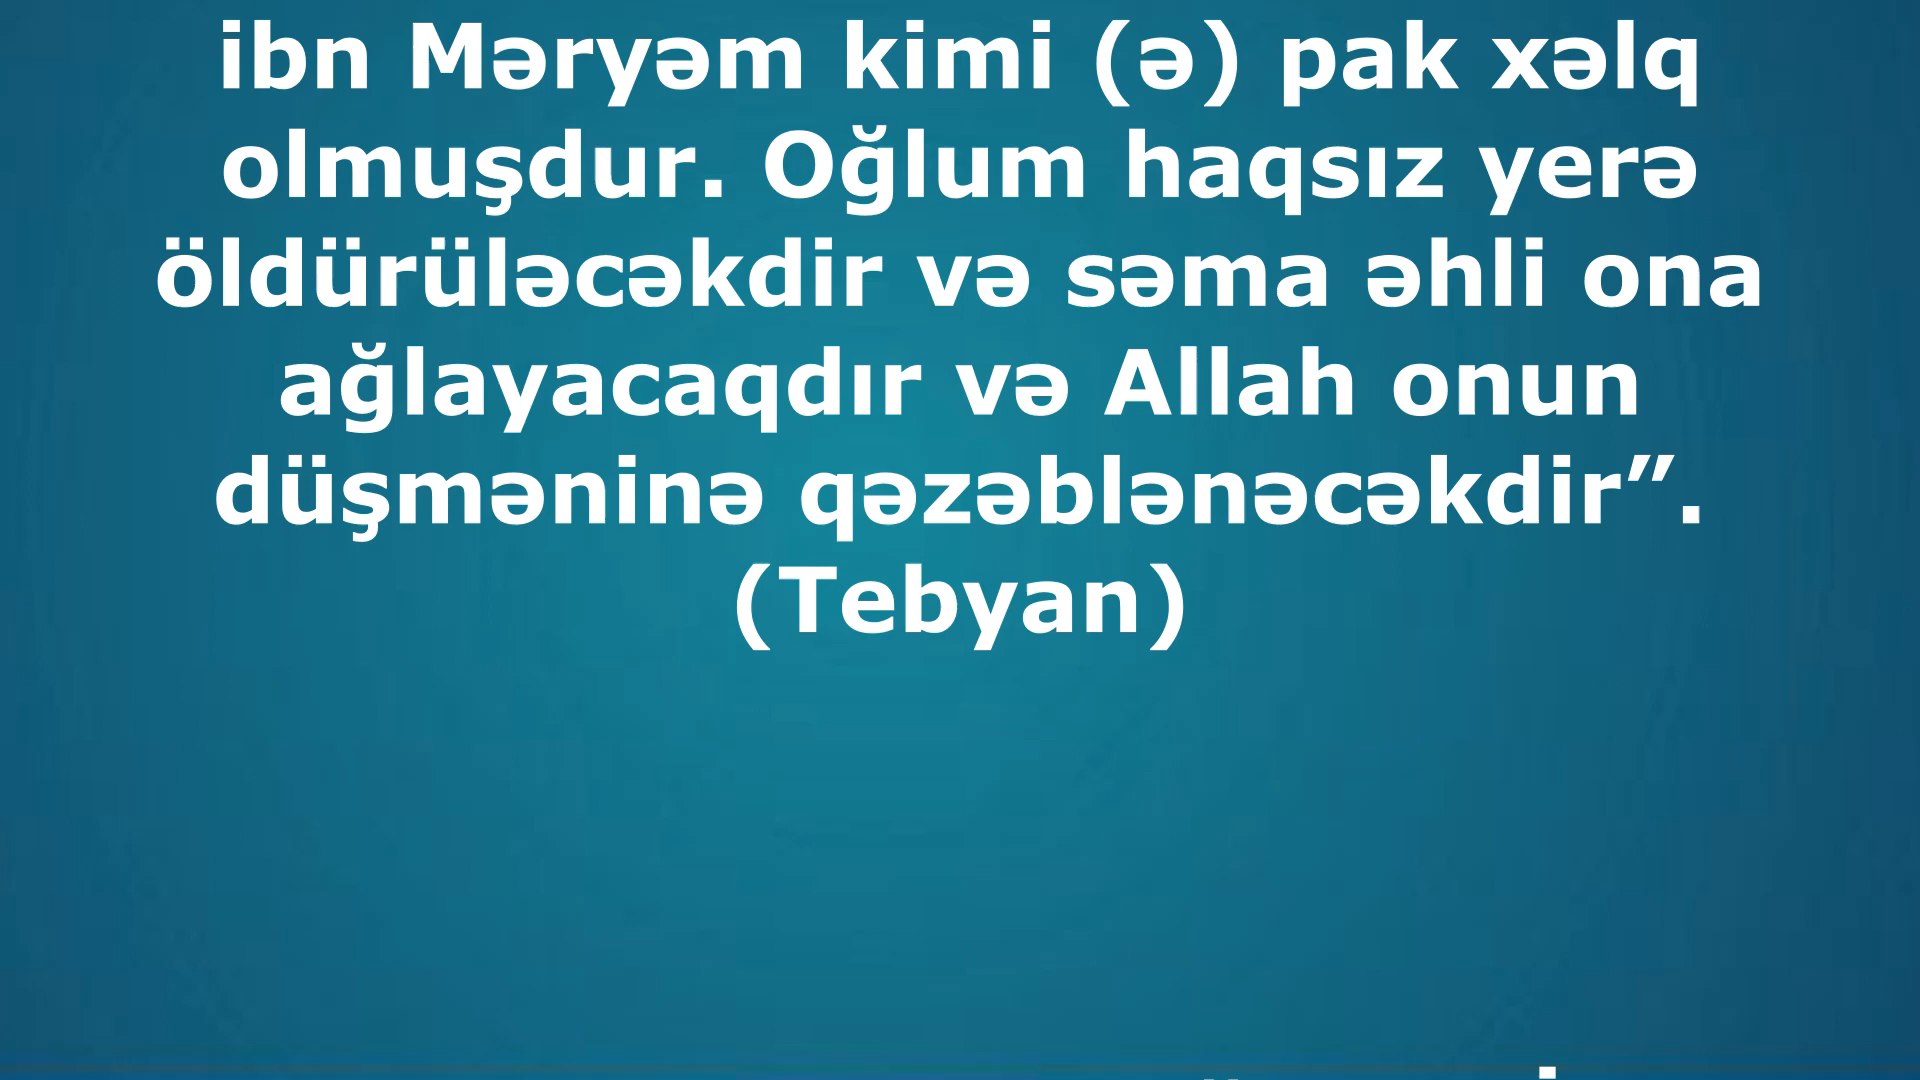 ibn Məryəm kimi (ə) pak xəlq
olmuşdur. Oğlum haqsız yerə
öldürüləcəkdir və səma əhli ona
ağlayacaqdır və Allah onun
düşməninə qəzəblənəcəkdir”.
(Tebyan)